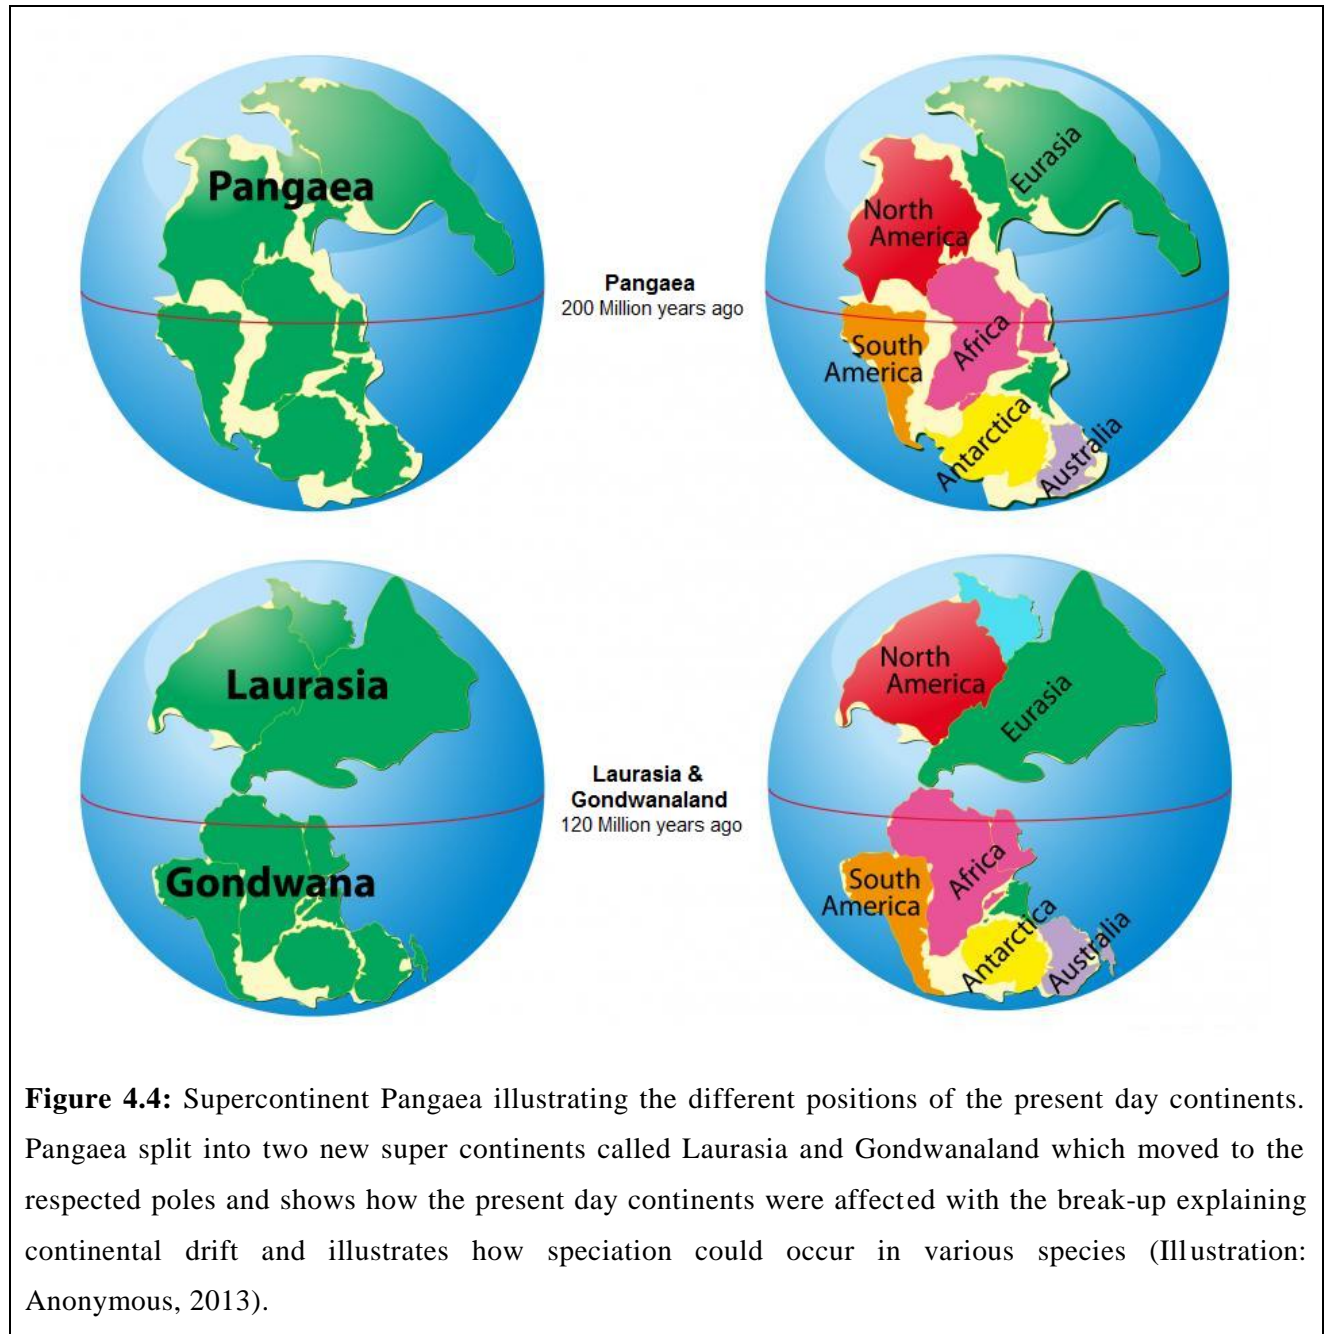 Pangaea
North
America
Eurasia
South
America
Africa
Antarctica
Australia
Pangaea
200 Million years ago
Laurasia
Gondwana
North
America
Eurasia
South
America
Africa
Antarctica
Australia
Laurasia &
Gondwanaland
120 Million years ago
Figure 4.4: Supercontinent Pangaea illustrating the different positions of the present day continents.
Pangaea split into two new super continents called Laurasia and Gondwanaland which moved to the
respected poles and shows how the present day continents were affected with the break-up explaining
continental drift and illustrates how speciation could occur in various species (Illustration:
Anonymous, 2013).